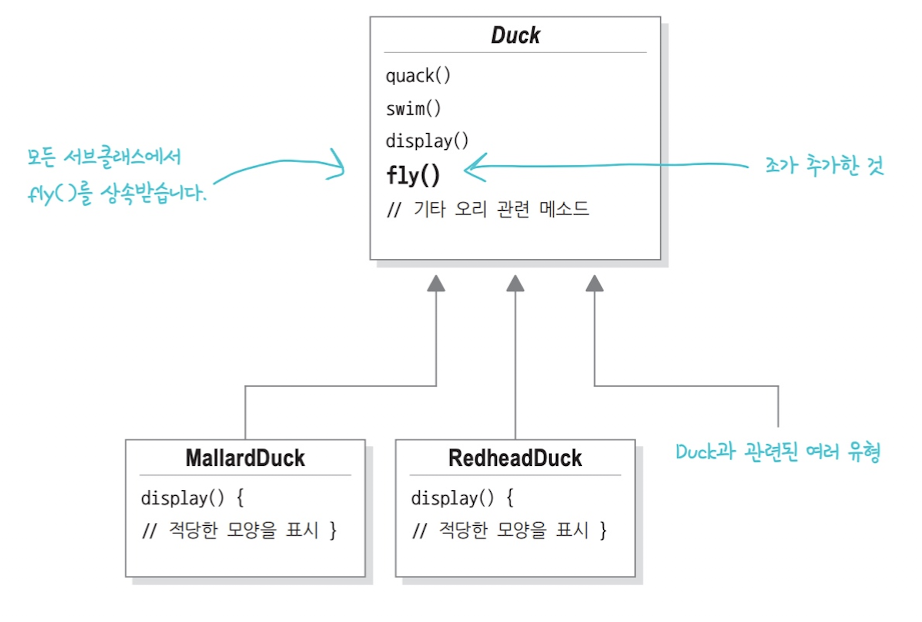 Duck
quack()
swim()
display()
fly()
// 기타 오리 관련 메소드
모든 서브클래스에서
fly()를 상속받습니다.
조가 추가한 것
MallardDuck
display() {
// 적당한 모양을 표시 }
RedheadDuck
display() {
// 적당한 모양을 표시 }
Duck과 관련된 여러 유형